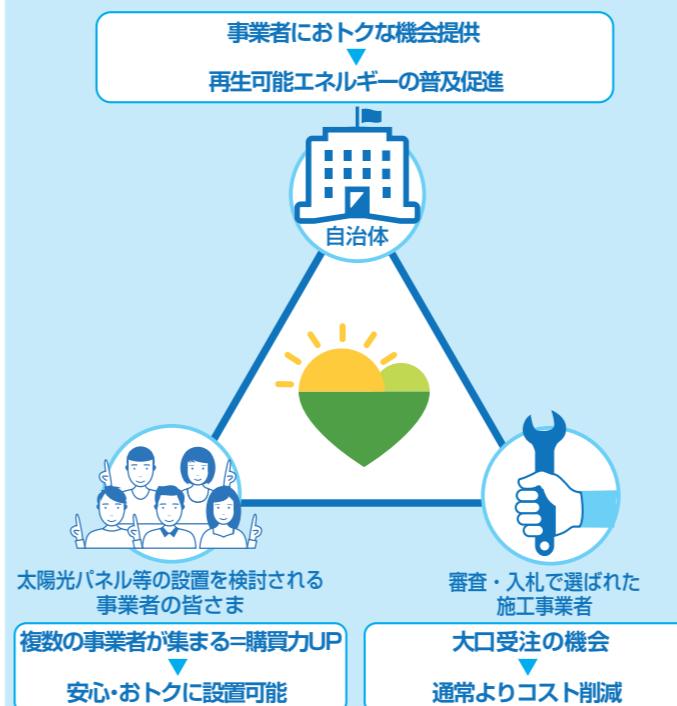 事業者におトクな機会提供
▼
再生可能エネルギーの普及促進
自治体
太陽光パネル等の設置を検討される
事業者の皆さま
審査・入札で選ばれた
施工事業者
複数の事業者が集まる=購買力UP
▼
安心・おトクに設置可能
大口受注の機会
▼
通常よりコスト削減